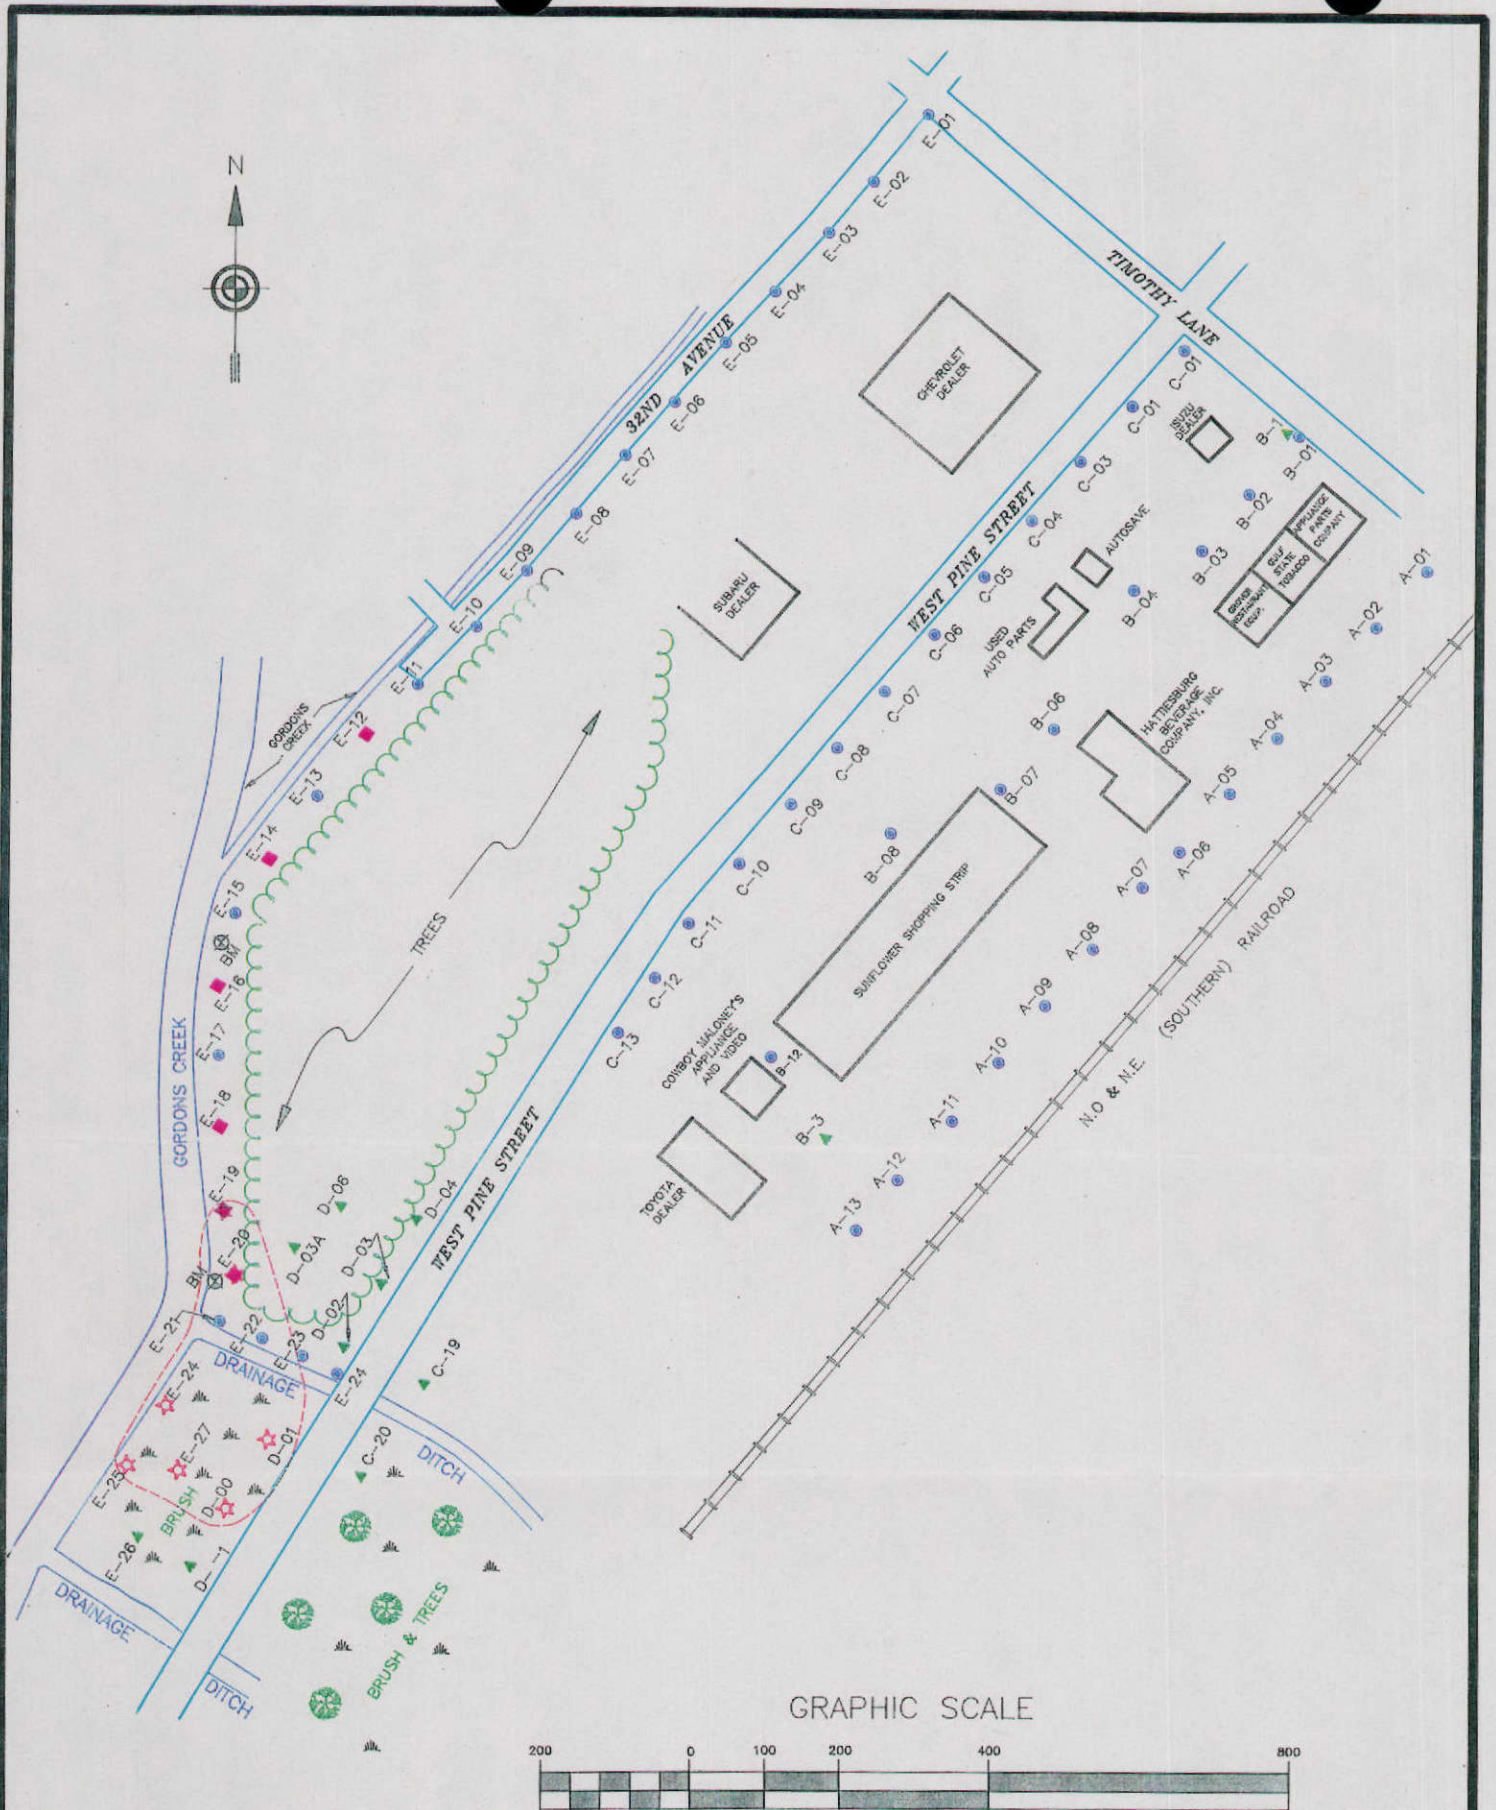 N
E-01
E-02
E-03
E-04
E-05
E-06
E-07
E-08
E-09
E-10
E-11
E-12
E-13
E-14
E-15
BM
E-16
E-17
E-18
E-19
E-20
BM
E-21
E-22
E-23
E-24
32ND AVENUE
TIMOTHY LANE
CHEVROLET
DEALER
SUBARU
DEALER
WEST PINE STREET
C-01
C-01
C-03
C-04
C-05
C-06
C-07
C-08
C-09
C-10
C-11
C-12
C-13
ISUZU
DEALER
AUTOSAVE
USED
AUTO PARTS
B-1
B-01
B-02
B-03
B-04
B-06
B-07
B-08
B-12
B-3
APPLIANCE
PARTS
COMPANY
GULF
STATE
TOBACCO
GROVER
RESTAURANT
EQUIP.
HATTIESBURG
BEVERAGE
COMPANY, INC.
SUNFLOWER SHOPPING STRIP
COWBOY MALONEY'S
APPLIANCE
AND VIDEO
TOYOTA
DEALER
A-01
A-02
A-03
A-04
A-05
A-06
A-07
A-08
A-09
A-10
A-11
A-12
A-13
N.O & N.E. (SOUTHERN) RAILROAD
GORDONS
CREEK
TREES
GORDONS CREEK
WEST PINE STREET
D-06
D-04
D-03A
D-03
D-02
DRAINAGE
E-24
E-27
D-01
E-25
D-00
BRUSH
E-26
D--1
DRAINAGE
C-19
C-20
DITCH
DITCH
BRUSH & TREES
GRAPHIC SCALE
200 0 100 200 400 800